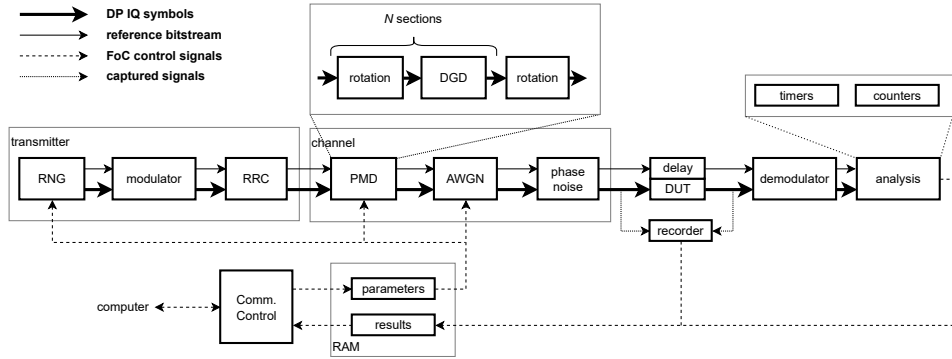 DP IQ symbols
reference bitstream
FoC control signals
captured signals
N sections
rotation
DGD
rotation
timers
counters
transmitter
channel
RNG
modulator
RRC
PMD
AWGN
phase
noise
delay
DUT
demodulator
analysis
recorder
computer
Comm.
Control
parameters
results
RAM